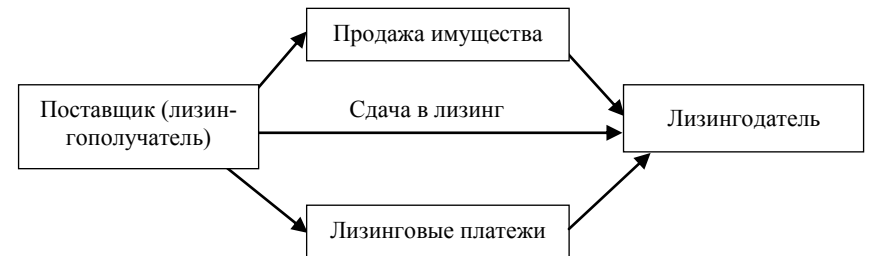 Продажа имущества
Поставщик (лизин-
гополучатель)
Сдача в лизинг
Лизингодатель
Лизинговые платежи